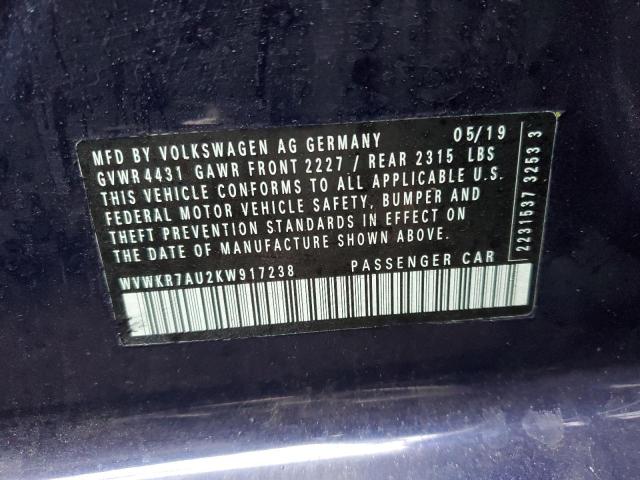 MFD BY VOLKSWAGEN AG GERMANY 05/19
GVWR4431 GAWR FRONT 2227 / REAR 2315 LBS
THIS VEHICLE CONFORMS TO ALL APPLICABLE U.S.
FEDERAL MOTOR VEHICLE SAFETY, BUMPER AND
THEFT PREVENTION STANDARDS IN EFFECT ON
THE DATE OF MANUFACTURE SHOWN ABOVE.
WVWKR7AU2KW917238 PASSENGER CAR
2231537 3253 3